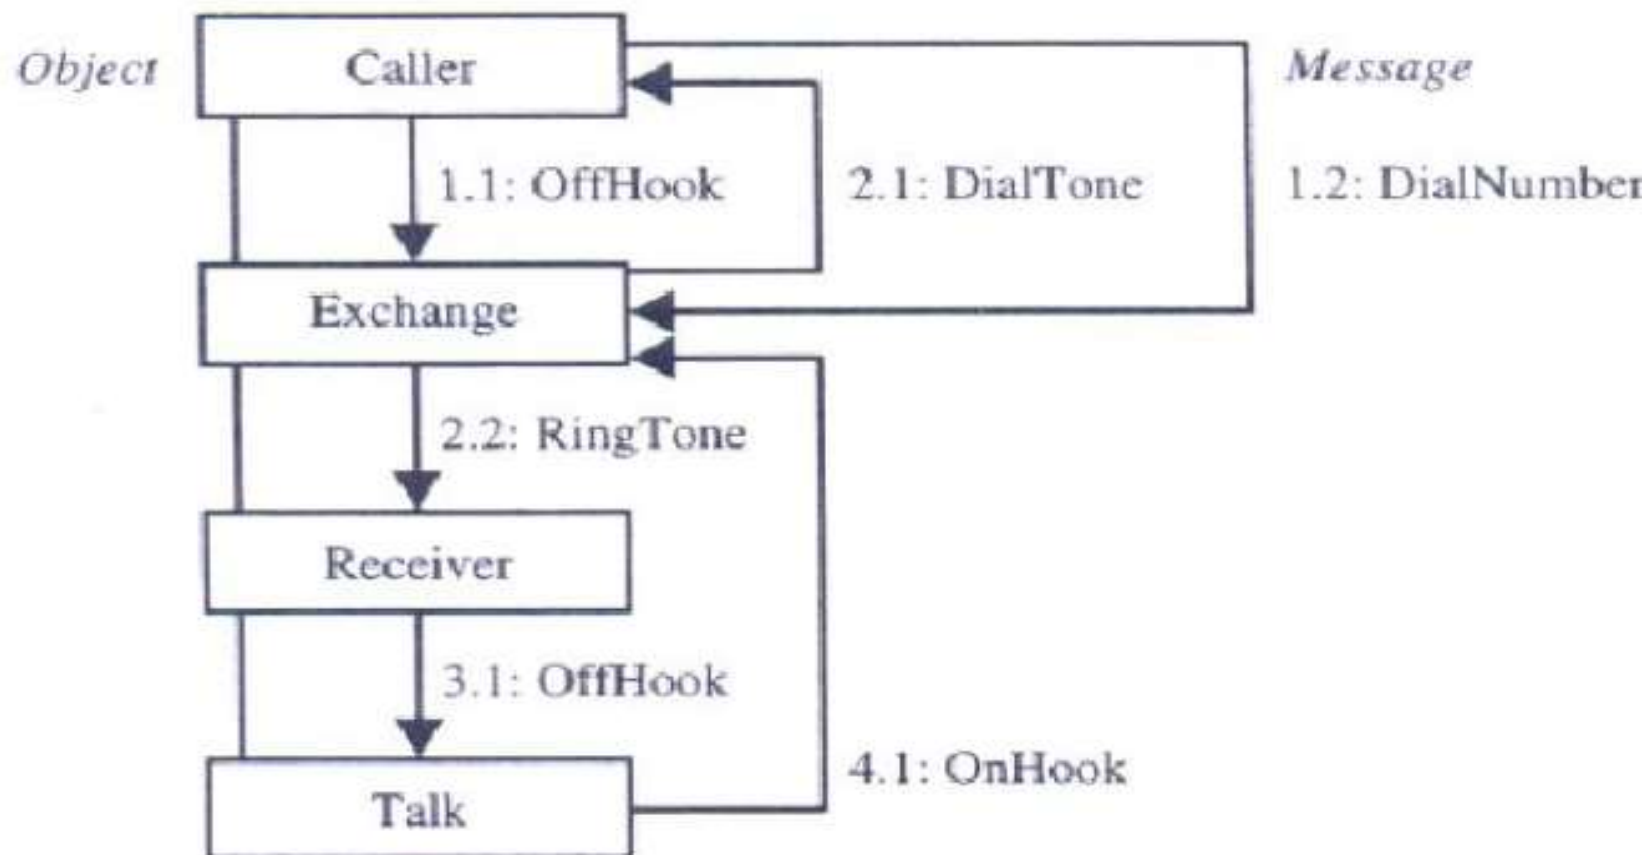 Object
Caller
Message
1.1: OffHook
2.1: DialTone
1.2: DialNumber
Exchange
2.2: RingTone
Receiver
3.1: OffHook
4.1: OnHook
Talk